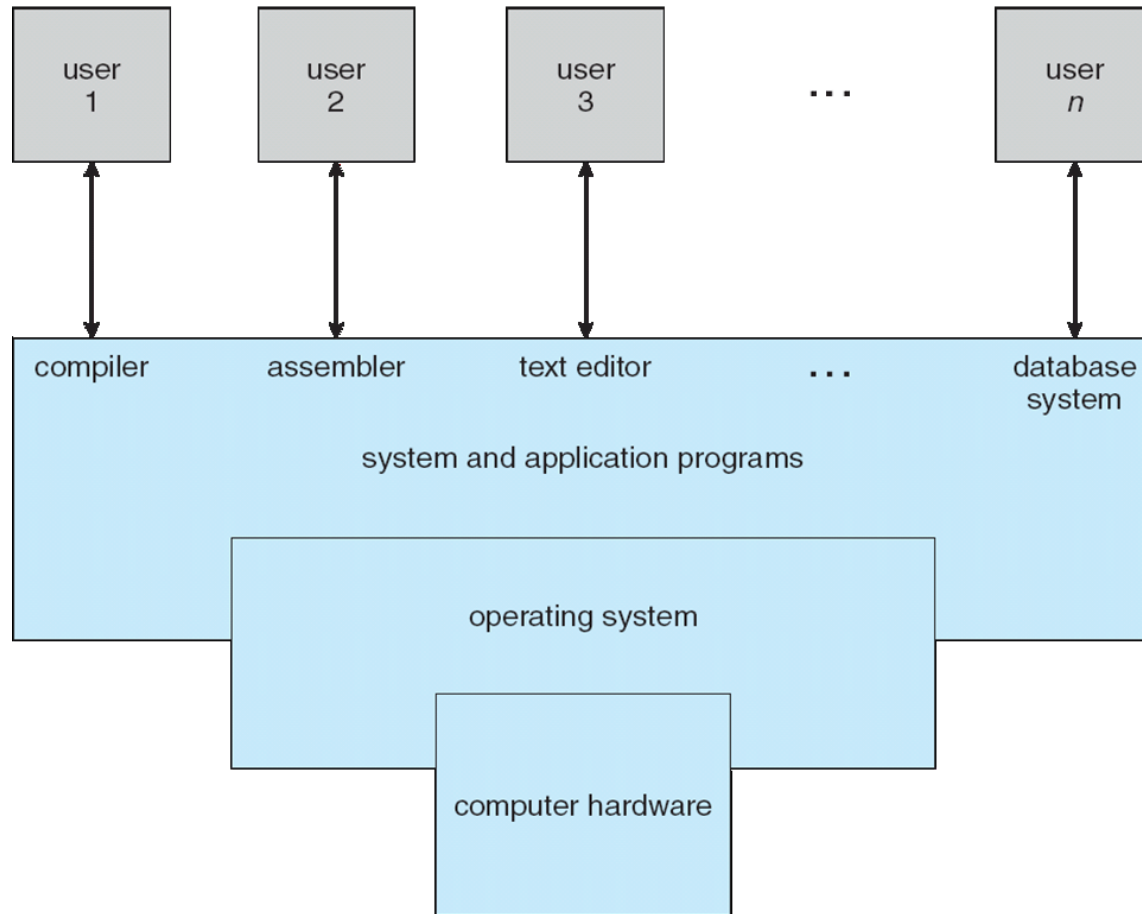 user
1
user
2
user
3
...
user
n
compiler
assembler
text editor
...
database
system
system and application programs
operating system
computer hardware